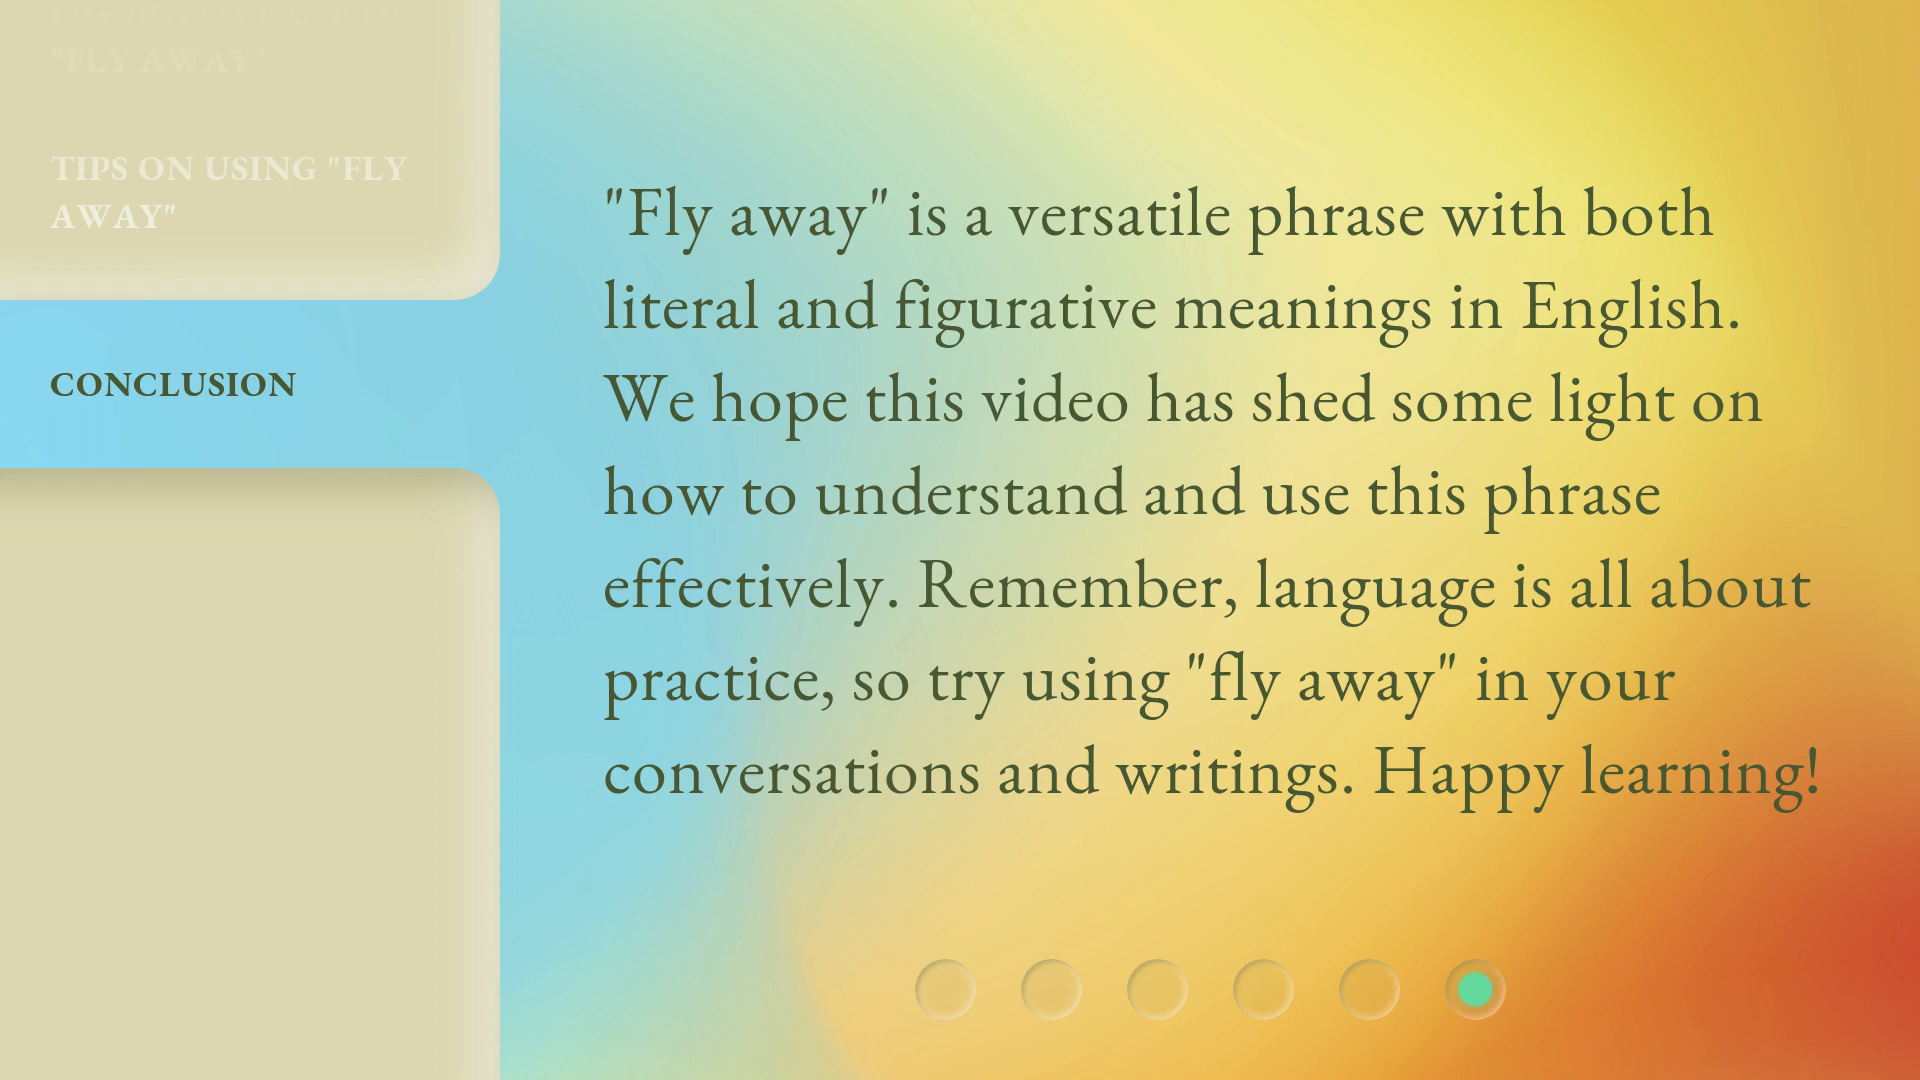 "FLY AWAY"
TIPS ON USING "FLY
AWAY"
CONCLUSION
"Fly away" is a versatile phrase with both
literal and figurative meanings in English.
We hope this video has shed some light on
how to understand and use this phrase
effectively. Remember, language is all about
practice, so try using "fly away" in your
conversations and writings. Happy learning!